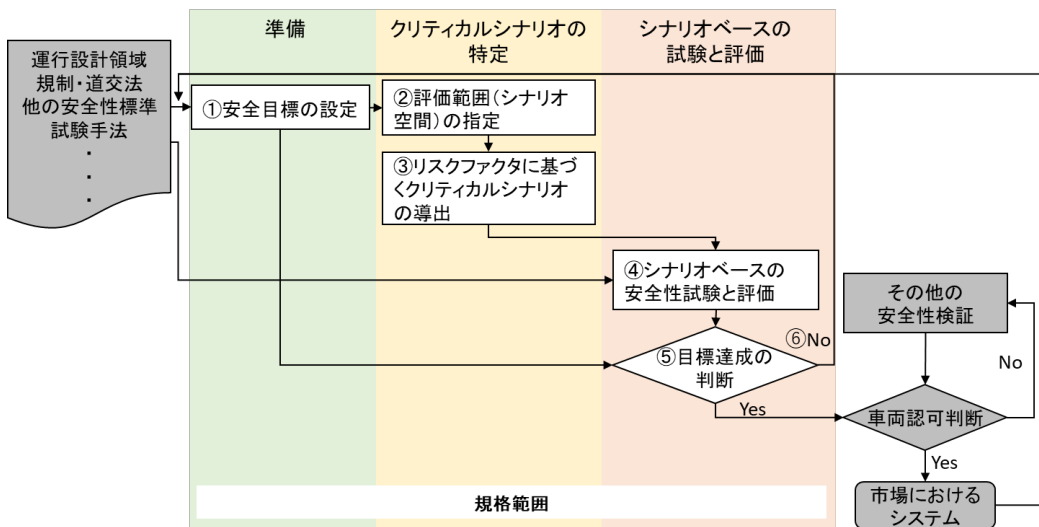 準備
クリティカルシナリオの
特定
シナリオベースの
試験と評価
運行設計領域
規制・道交法
他の安全性標準
試験手法
・
・
・
①安全目標の設定
②評価範囲(シナリオ
空間)の指定
③リスクファクタに基づ
くクリティカルシナリオ
の導出
④シナリオベースの
安全性試験と評価
⑤目標達成の
判断
⑥No
Yes
その他の
安全性検証
No
車両認可判断
Yes
市場における
システム
規格範囲